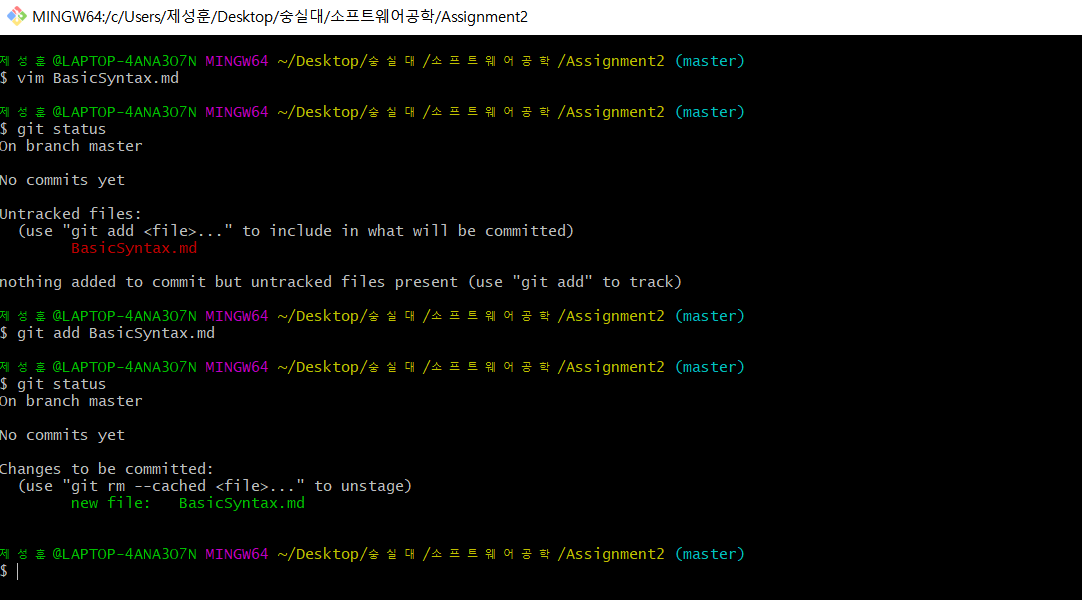 MINGW64:/c/Users/제성훈/Desktop/숭실대/소프트웨어공학/Assignment2
제성훈@LAPTOP-4ANA3O7N MINGW64 ~/Desktop/숭실대/소프트웨어공학/Assignment2 (master)
$ vim BasicSyntax.md
제성훈@LAPTOP-4ANA3O7N MINGW64 ~/Desktop/숭실대/소프트웨어공학/Assignment2 (master)
$ git status
On branch master
No commits yet
Untracked files:
(use "git add <file>..." to include in what will be committed)
BasicSyntax.md
nothing added to commit but untracked files present (use "git add" to track)
제성훈@LAPTOP-4ANA3O7N MINGW64 ~/Desktop/숭실대/소프트웨어공학/Assignment2 (master)
$ git add BasicSyntax.md
제성훈@LAPTOP-4ANA3O7N MINGW64 ~/Desktop/숭실대/소프트웨어공학/Assignment2 (master)
$ git status
On branch master
No commits yet
Changes to be committed:
(use "git rm --cached <file>..." to unstage)
new file:   BasicSyntax.md
제성훈@LAPTOP-4ANA3O7N MINGW64 ~/Desktop/숭실대/소프트웨어공학/Assignment2 (master)
$